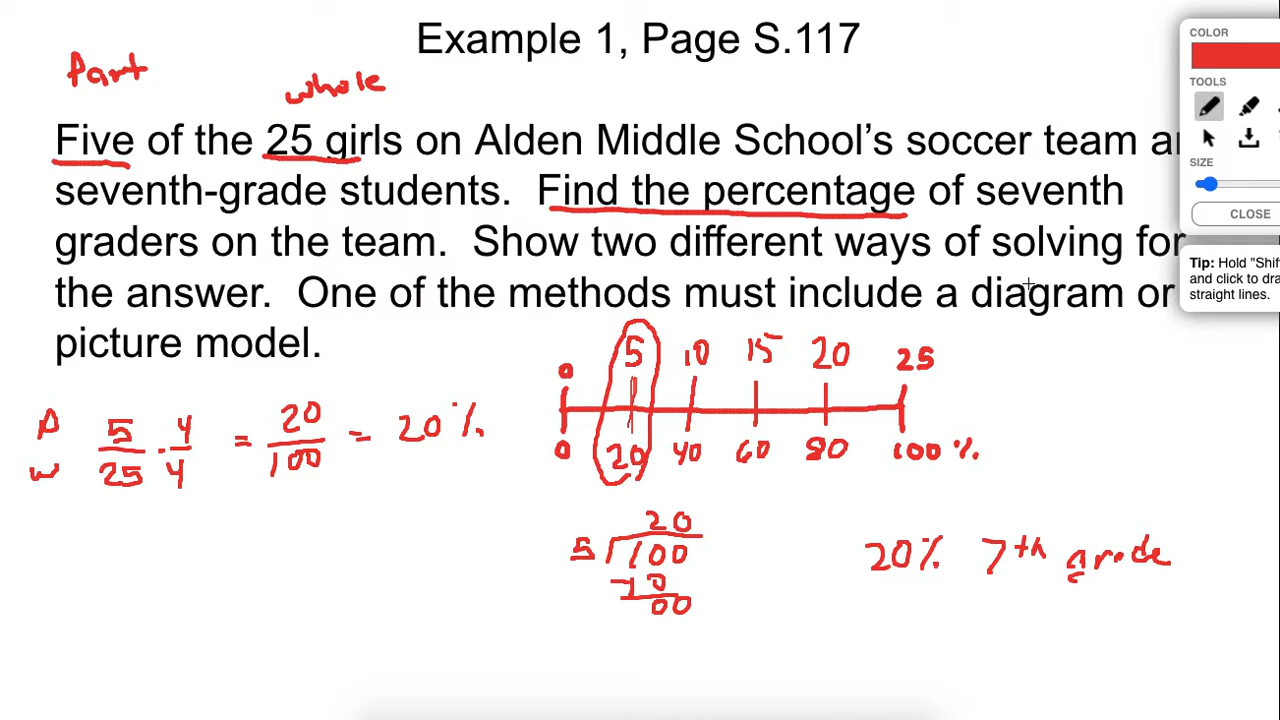 Example 1, Page S.117
Part
whole
Five of the 25 girls on Alden Middle School's soccer team
seventh-grade students. Find the percentage of seventh
graders on the team. Show two different ways of solving for
the answer. One of the methods must include a diagram or
picture model.
0 5 10 15 20 25
0 20 40 60 80 100 %
P 5 · 4 = 20 = 20%
W 25 4 100
20
5 100
-10
00
20% 7th grade
COLOR
TOOLS
SIZE
CLOSE
Tip: Hold "Shif
and click to dra
straight lines.